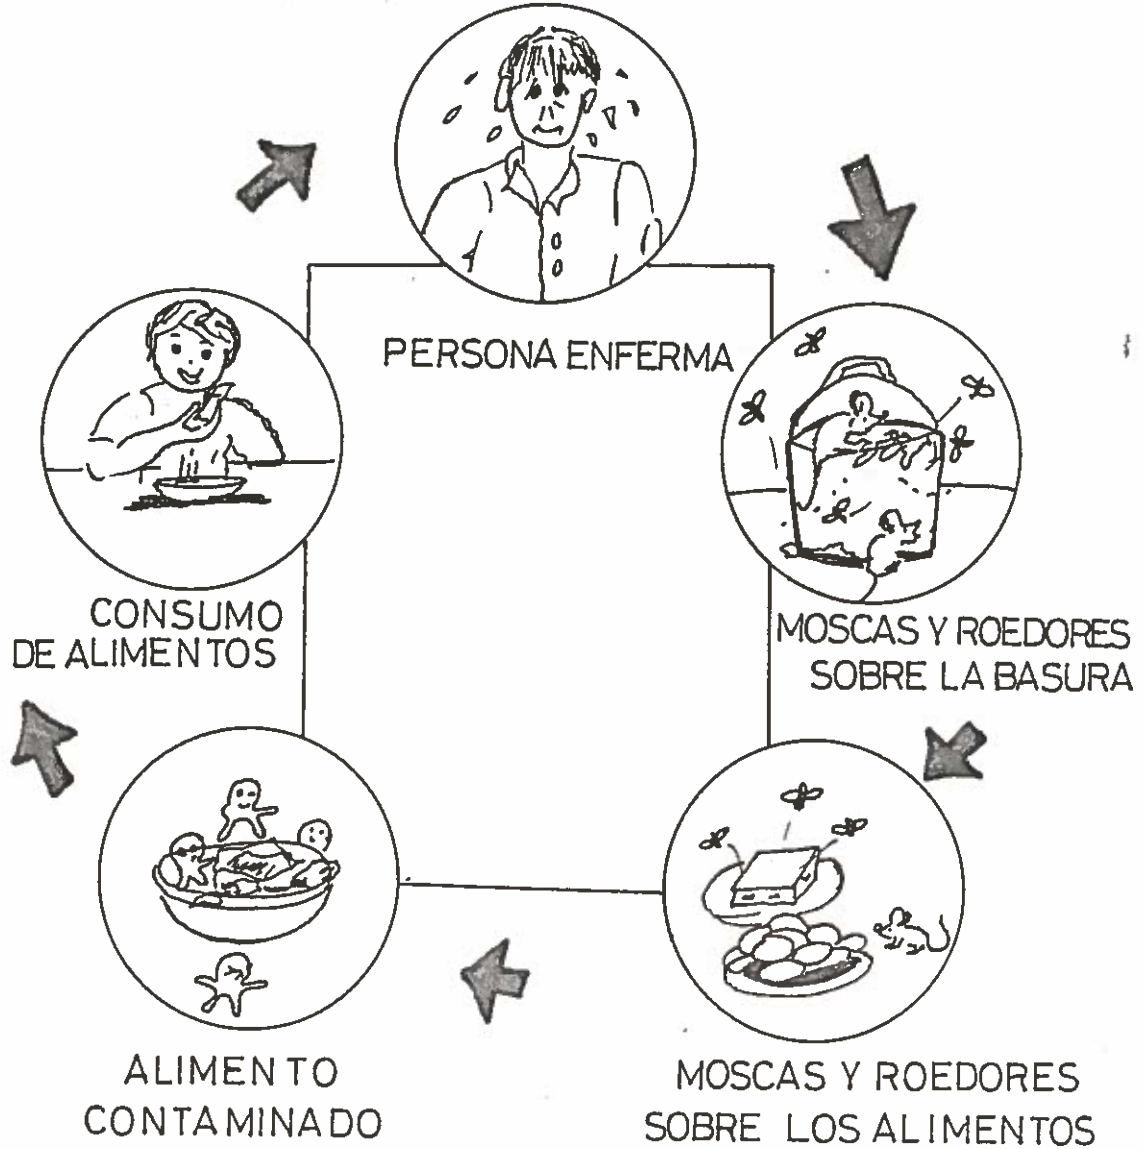 PERSONA ENFERMA
MOSCAS Y ROEDORES
SOBRE LA BASURA
MOSCAS Y ROEDORES
SOBRE LOS ALIMENTOS
ALIMENTO
CONTAMINADO
CONSUMO
DE ALIMENTOS